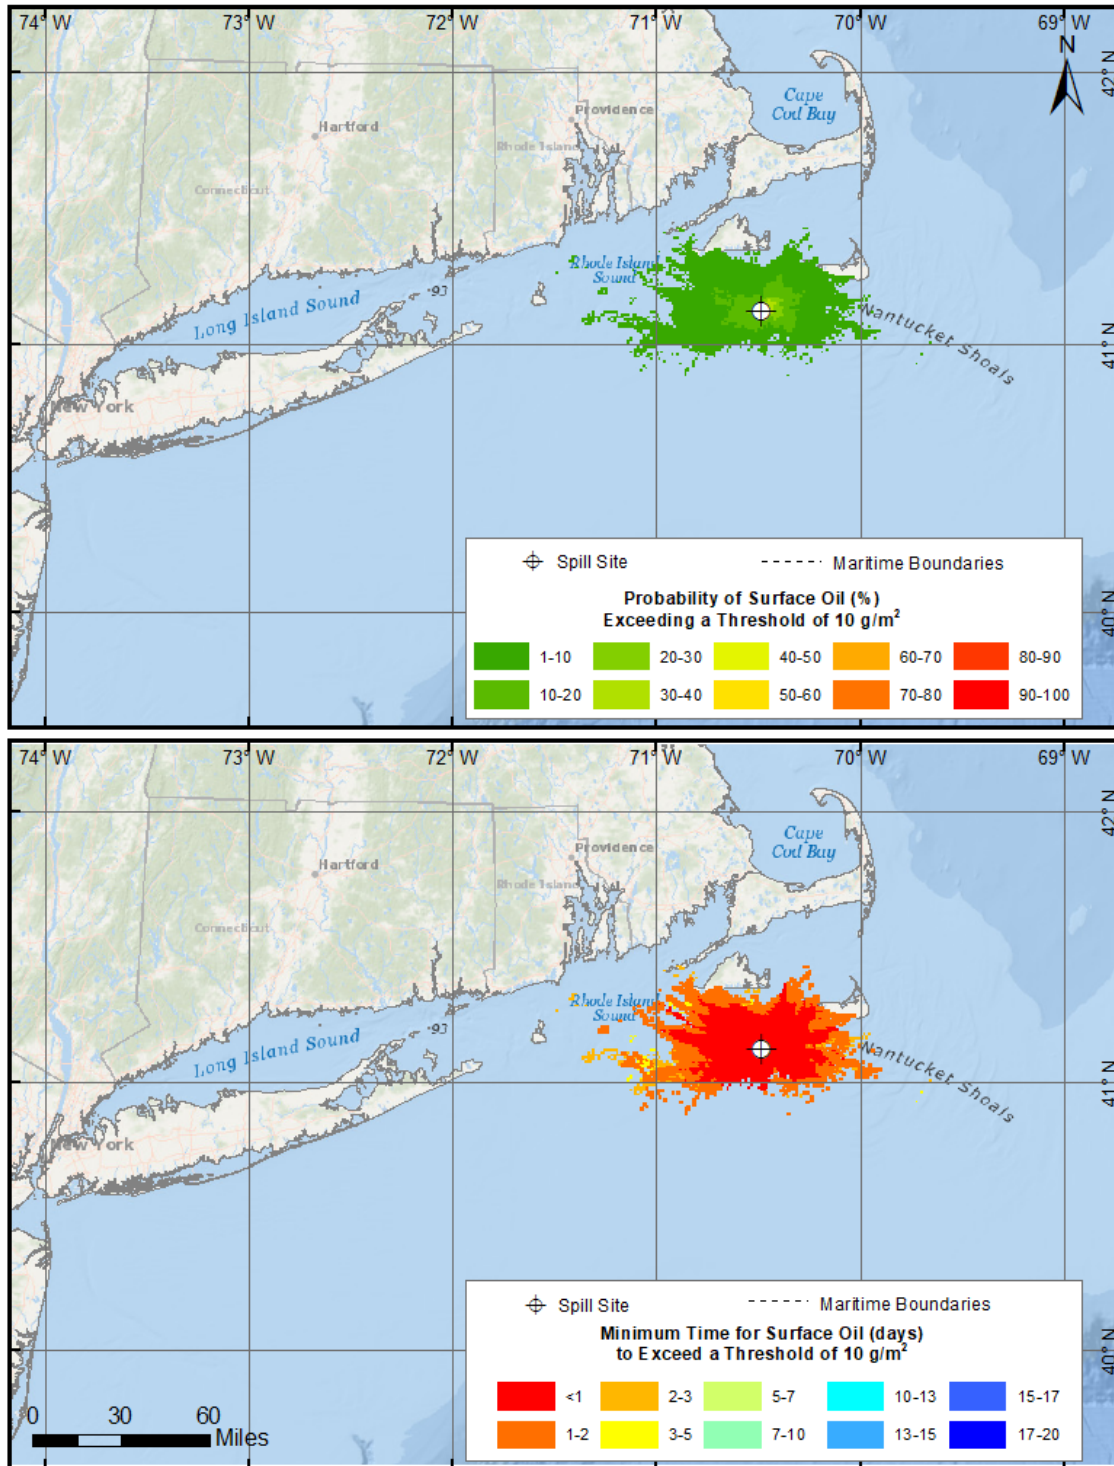 74° W 73° W 72° W 71° W 70° W 69° W
N
42° N
Cape
Cod Bay
Providence
Hartford
Rhode Island
Connecticut
Rhode Island
Sound
93
Long Island Sound
Nantucket Shoals
41° N
New York
Spill Site
Maritime Boundaries
Probability of Surface Oil (%)
Exceeding a Threshold of 10 g/m²
40° N
1-10 20-30 40-50 60-70 80-90
10-20 30-40 50-60 70-80 90-100
74° W 73° W 72° W 71° W 70° W 69° W
42° N
Cape
Cod Bay
Providence
Hartford
Rhode Island
Connecticut
Rhode Island
Sound
93
Long Island Sound
Nantucket Shoals
41° N
New York
Spill Site
Maritime Boundaries
Minimum Time for Surface Oil (days)
to Exceed a Threshold of 10 g/m²
40° N
<1 2-3 5-7 10-13 15-17
1-2 3-5 7-10 13-15 17-20
0 30 60
Miles